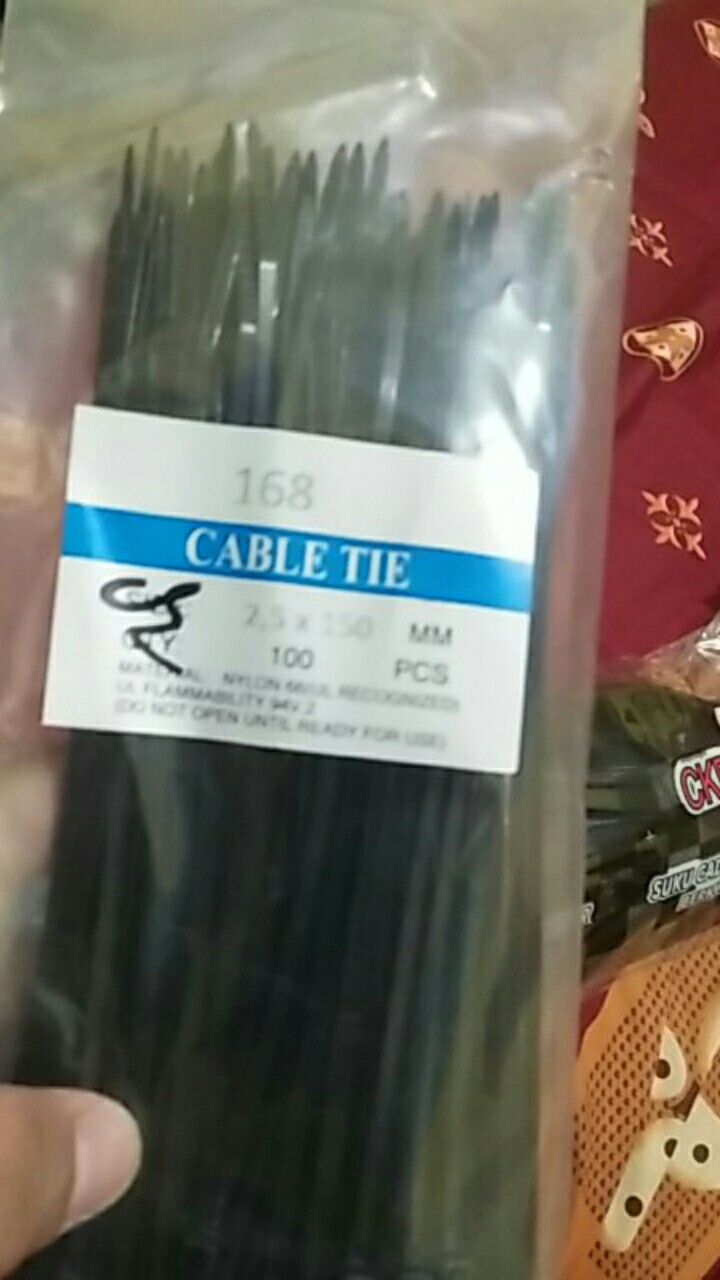 168
CABLE TIE
2,5 x 150 MM
100 PCS
MATERIAL NYLON 66(UL RECOGNIZED)
UL FLAMMABILITY 94V 2
(DO NOT OPEN UNTIL READY FOR USE)
SUKU